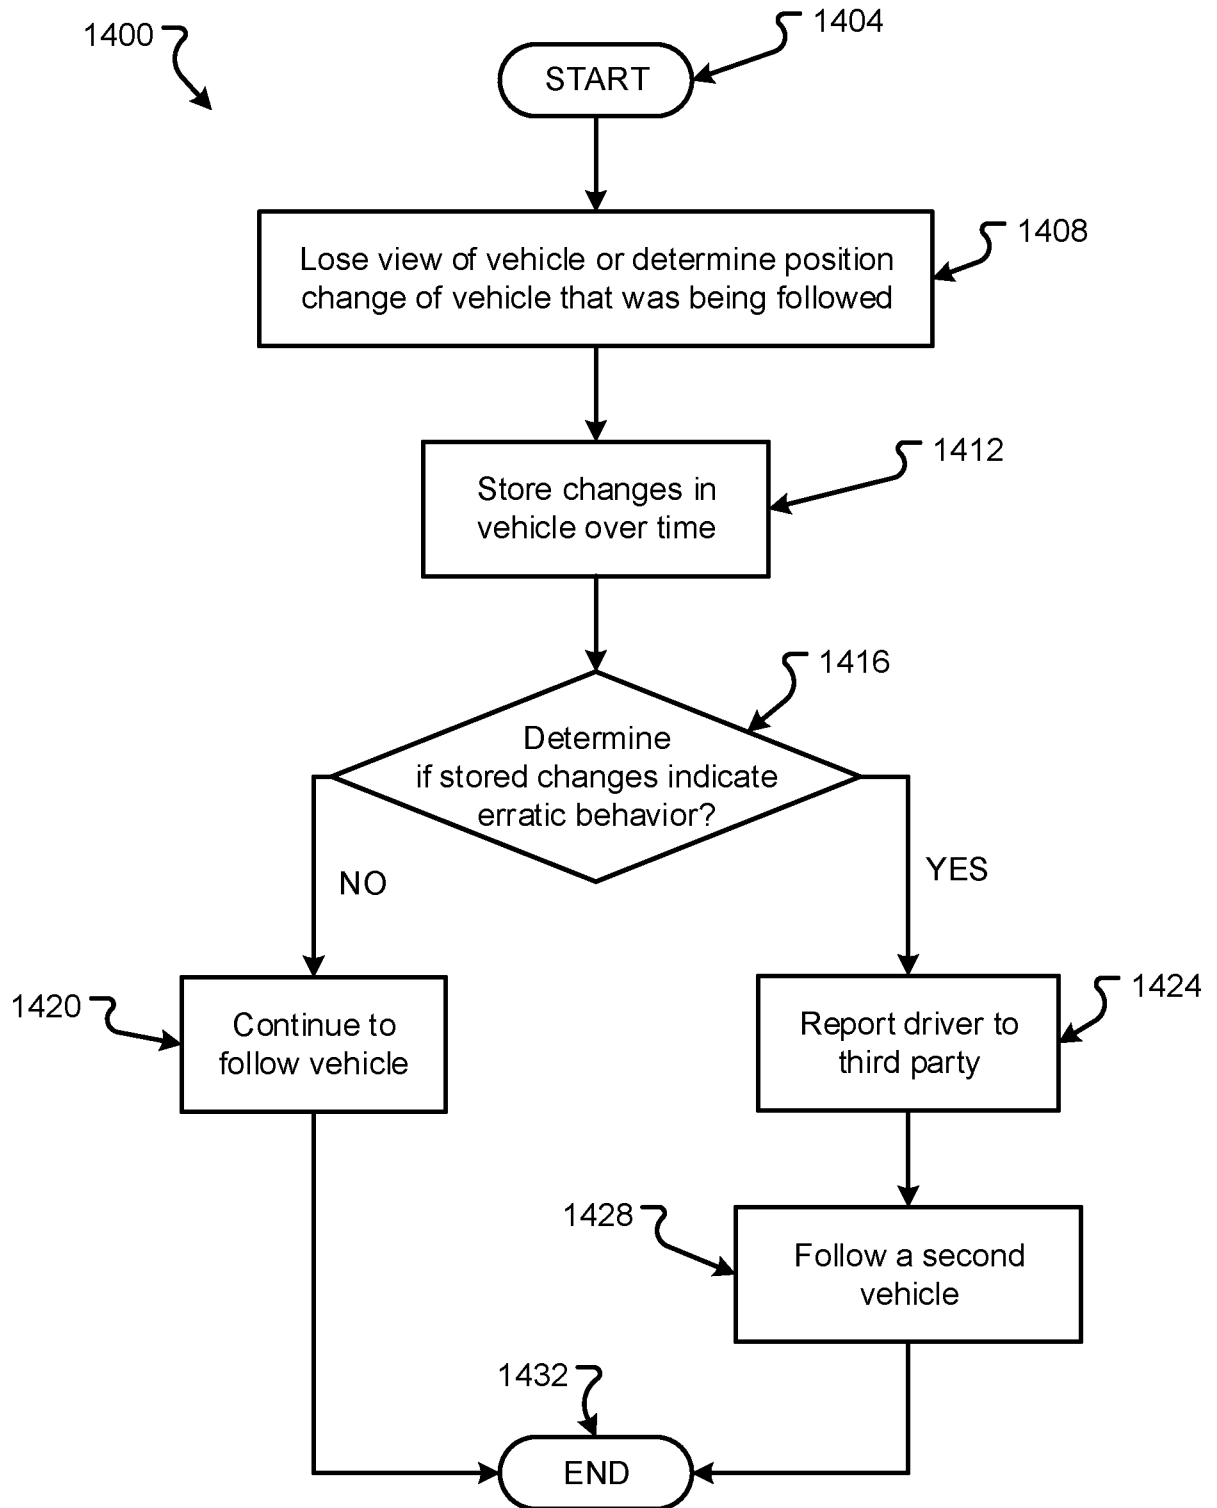 1400
START
1404
Lose view of vehicle or determine position
change of vehicle that was being followed
1408
Store changes in
vehicle over time
1412
Determine
if stored changes indicate
erratic behavior?
1416
NO
YES
1420
Continue to
follow vehicle
Report driver to
third party
1424
1428
Follow a second
vehicle
1432
END